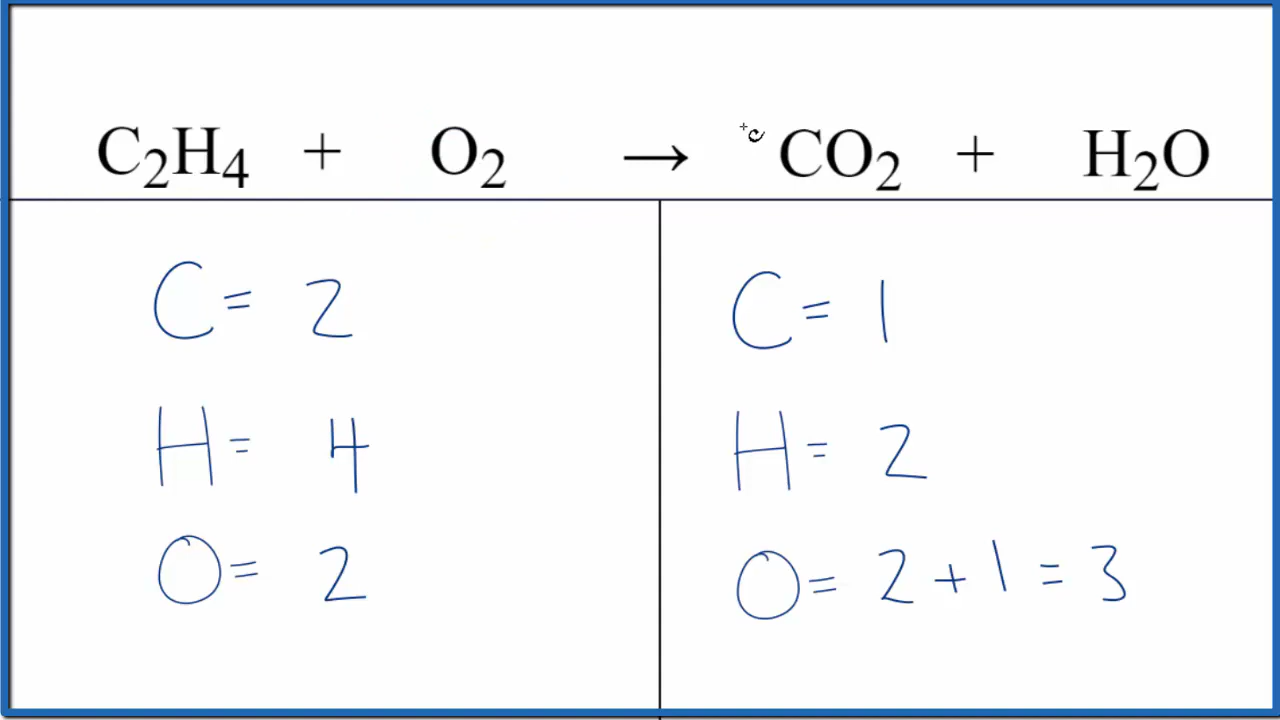 C₂H₄ + O₂ → CO₂ + H₂O
C = 2
H = 4
O = 2
C = 1
H = 2
O = 2 + 1 = 3